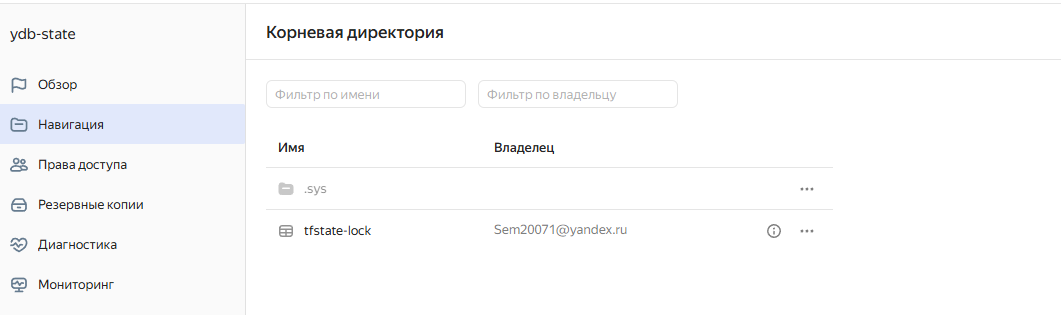 ydb-state
Корневая директория
Обзор
Навигация
Права доступа
Резервные копии
Диагностика
Мониторинг
Фильтр по имени
Фильтр по владельцу
Имя
Владелец
.sys
tfstate-lock
Sem20071@yandex.ru